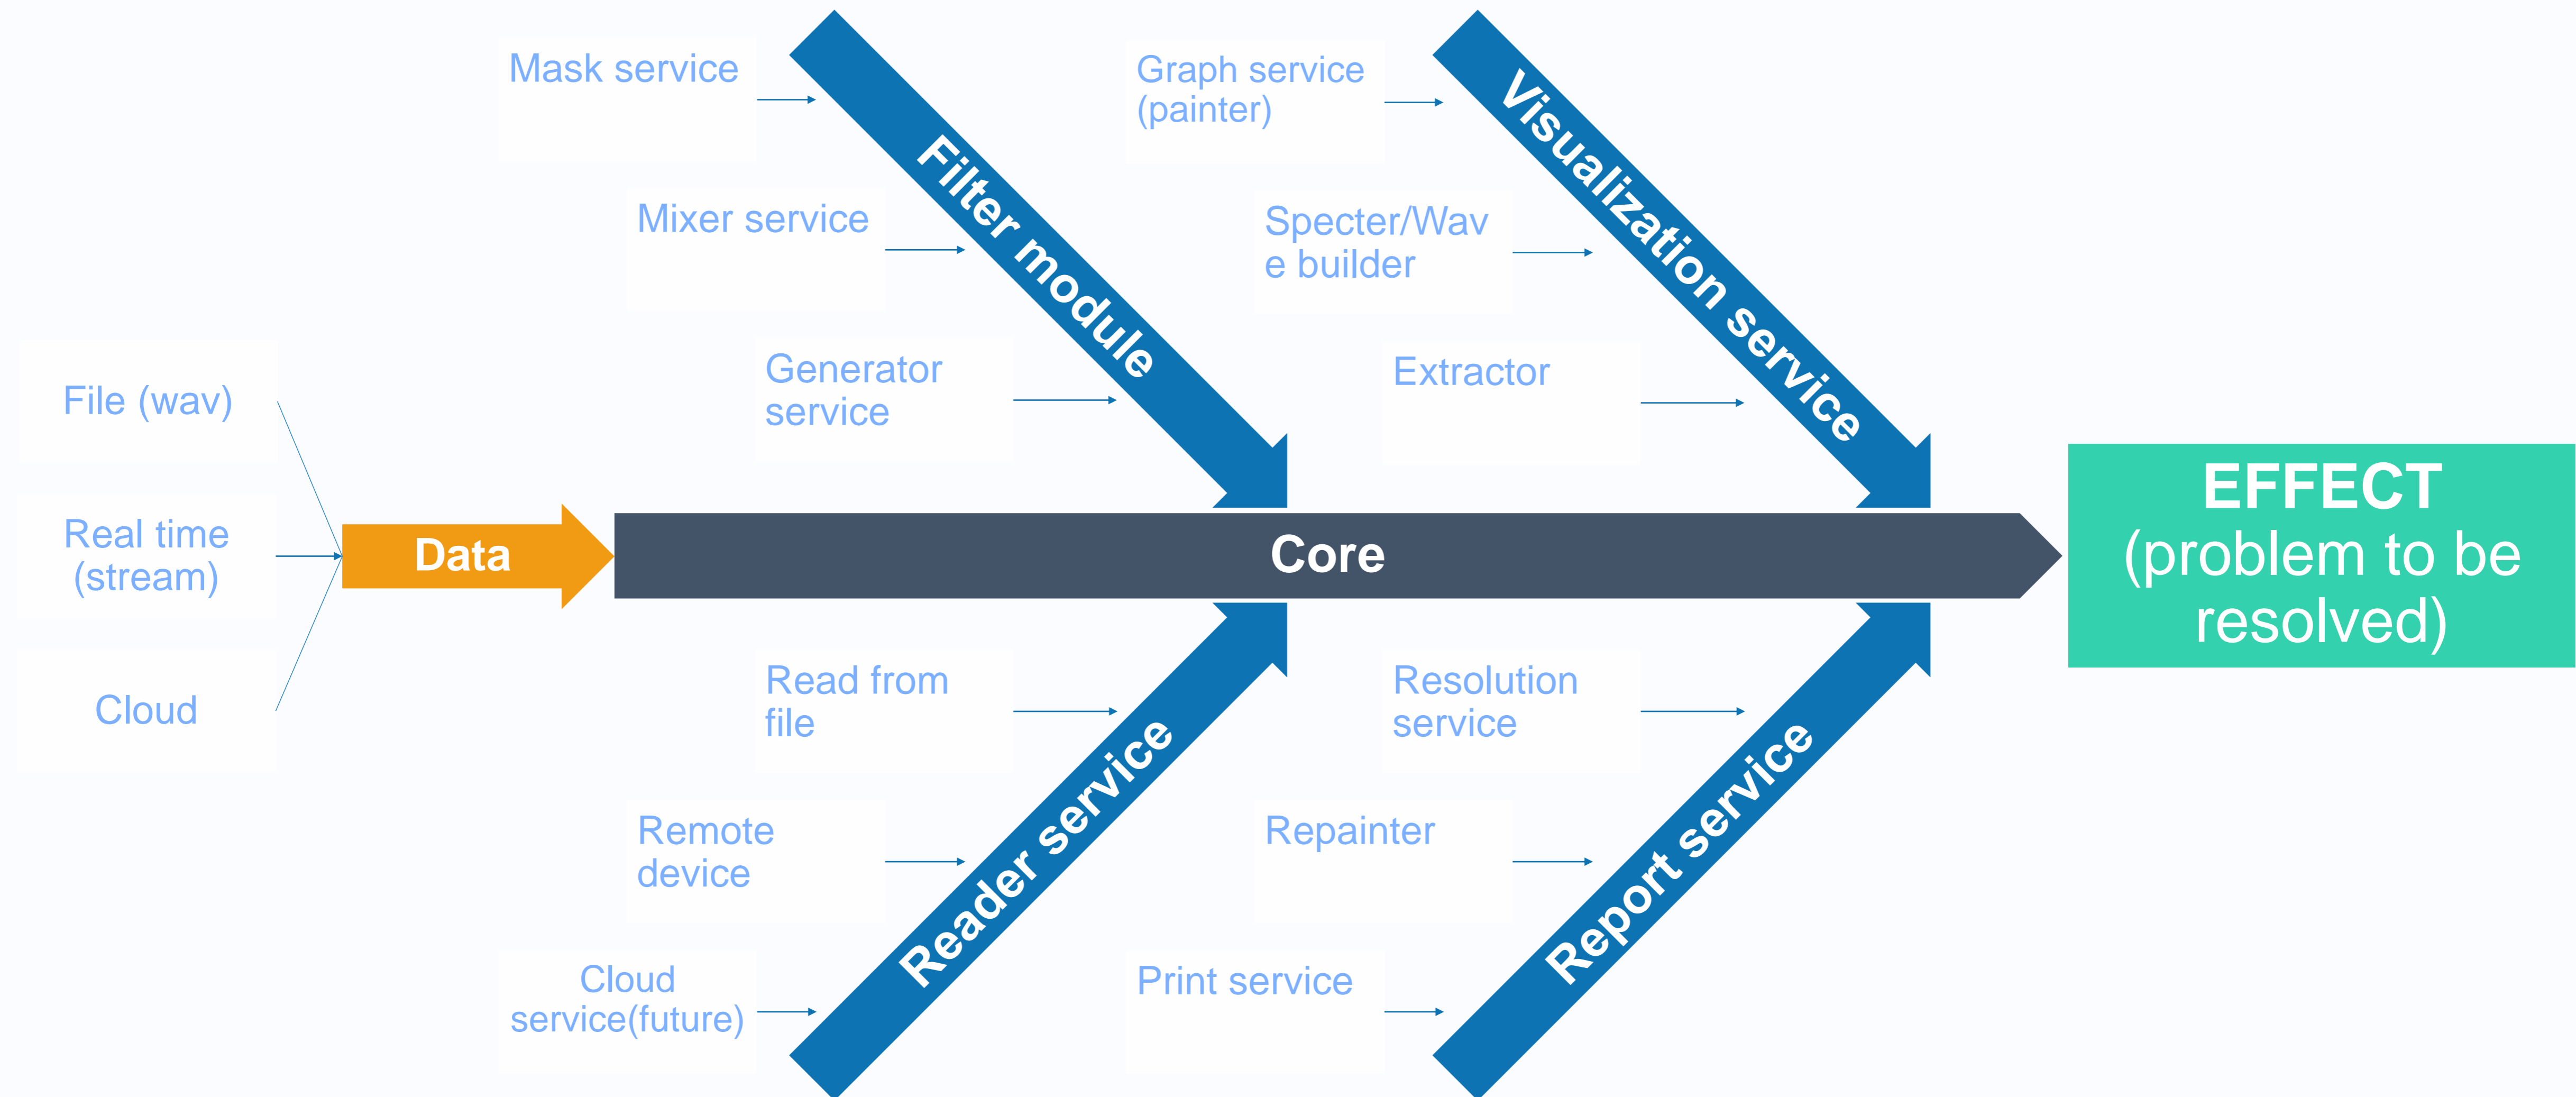 Mask service
Mixer service
Generator
service
Filter module
Graph service
(painter)
Specter/Wav
e builder
Extractor
Visualization service
File (wav)
Real time
(stream)
Cloud
Data
Core
EFFECT
(problem to be
resolved)
Read from
file
Remote
device
Cloud
service(future)
Reader service
Resolution
service
Repainter
Print service
Report service